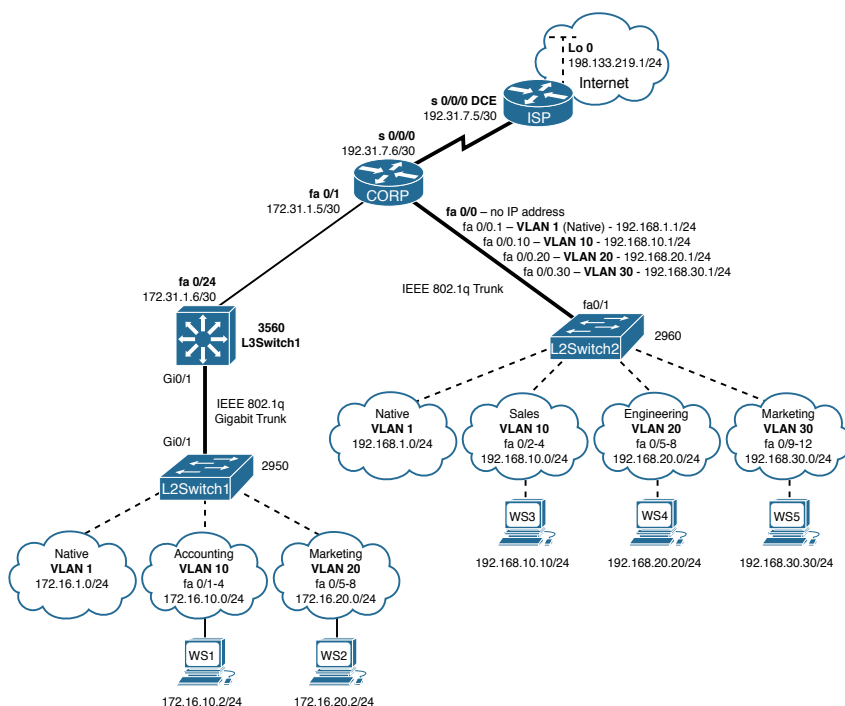 Lo 0
198.133.219.1/24
Internet
s 0/0/0 DCE
192.31.7.5/30
ISP
s 0/0/0
192.31.7.6/30
CORP
fa 0/1
172.31.1.5/30
fa 0/0 – no IP address
fa 0/0.1 – VLAN 1 (Native) - 192.168.1.1/24
fa 0/0.10 – VLAN 10 - 192.168.10.1/24
fa 0/0.20 – VLAN 20 - 192.168.20.1/24
fa 0/0.30 – VLAN 30 - 192.168.30.1/24
IEEE 802.1q Trunk
fa 0/24
172.31.1.6/30
3560
L3Switch1
Gi0/1
IEEE 802.1q
Gigabit Trunk
Gi0/1
2950
L2Switch1
fa0/1
2960
L2Switch2
Native
VLAN 1
192.168.1.0/24
Sales
VLAN 10
fa 0/2-4
192.168.10.0/24
Engineering
VLAN 20
fa 0/5-8
192.168.20.0/24
Marketing
VLAN 30
fa 0/9-12
192.168.30.0/24
WS3
192.168.10.10/24
WS4
192.168.20.20/24
WS5
192.168.30.30/24
Native
VLAN 1
172.16.1.0/24
Accounting
VLAN 10
fa 0/1-4
172.16.10.0/24
Marketing
VLAN 20
fa 0/5-8
172.16.20.0/24
WS1
172.16.10.2/24
WS2
172.16.20.2/24